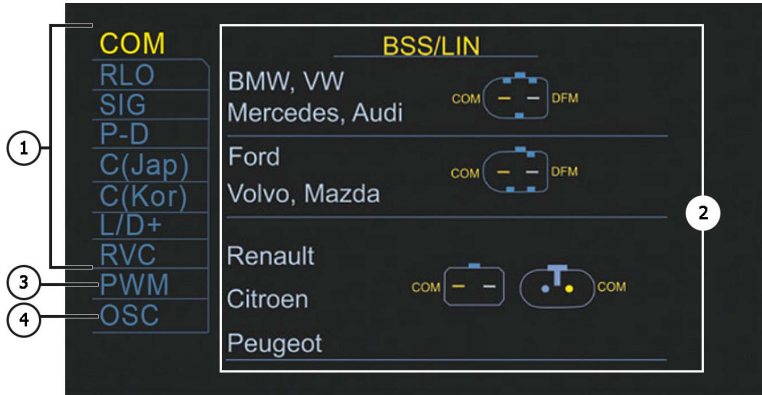 COM
RLO
SIG
P-D
C(Jap)
C(Kor)
L/D+
RVC
PWM
OSC
1
3
4
BSS/LIN
BMW, VW
Mercedes, Audi
COM DFM
Ford
Volvo, Mazda
COM DFM
Renault
Citroen
Peugeot
COM COM
2